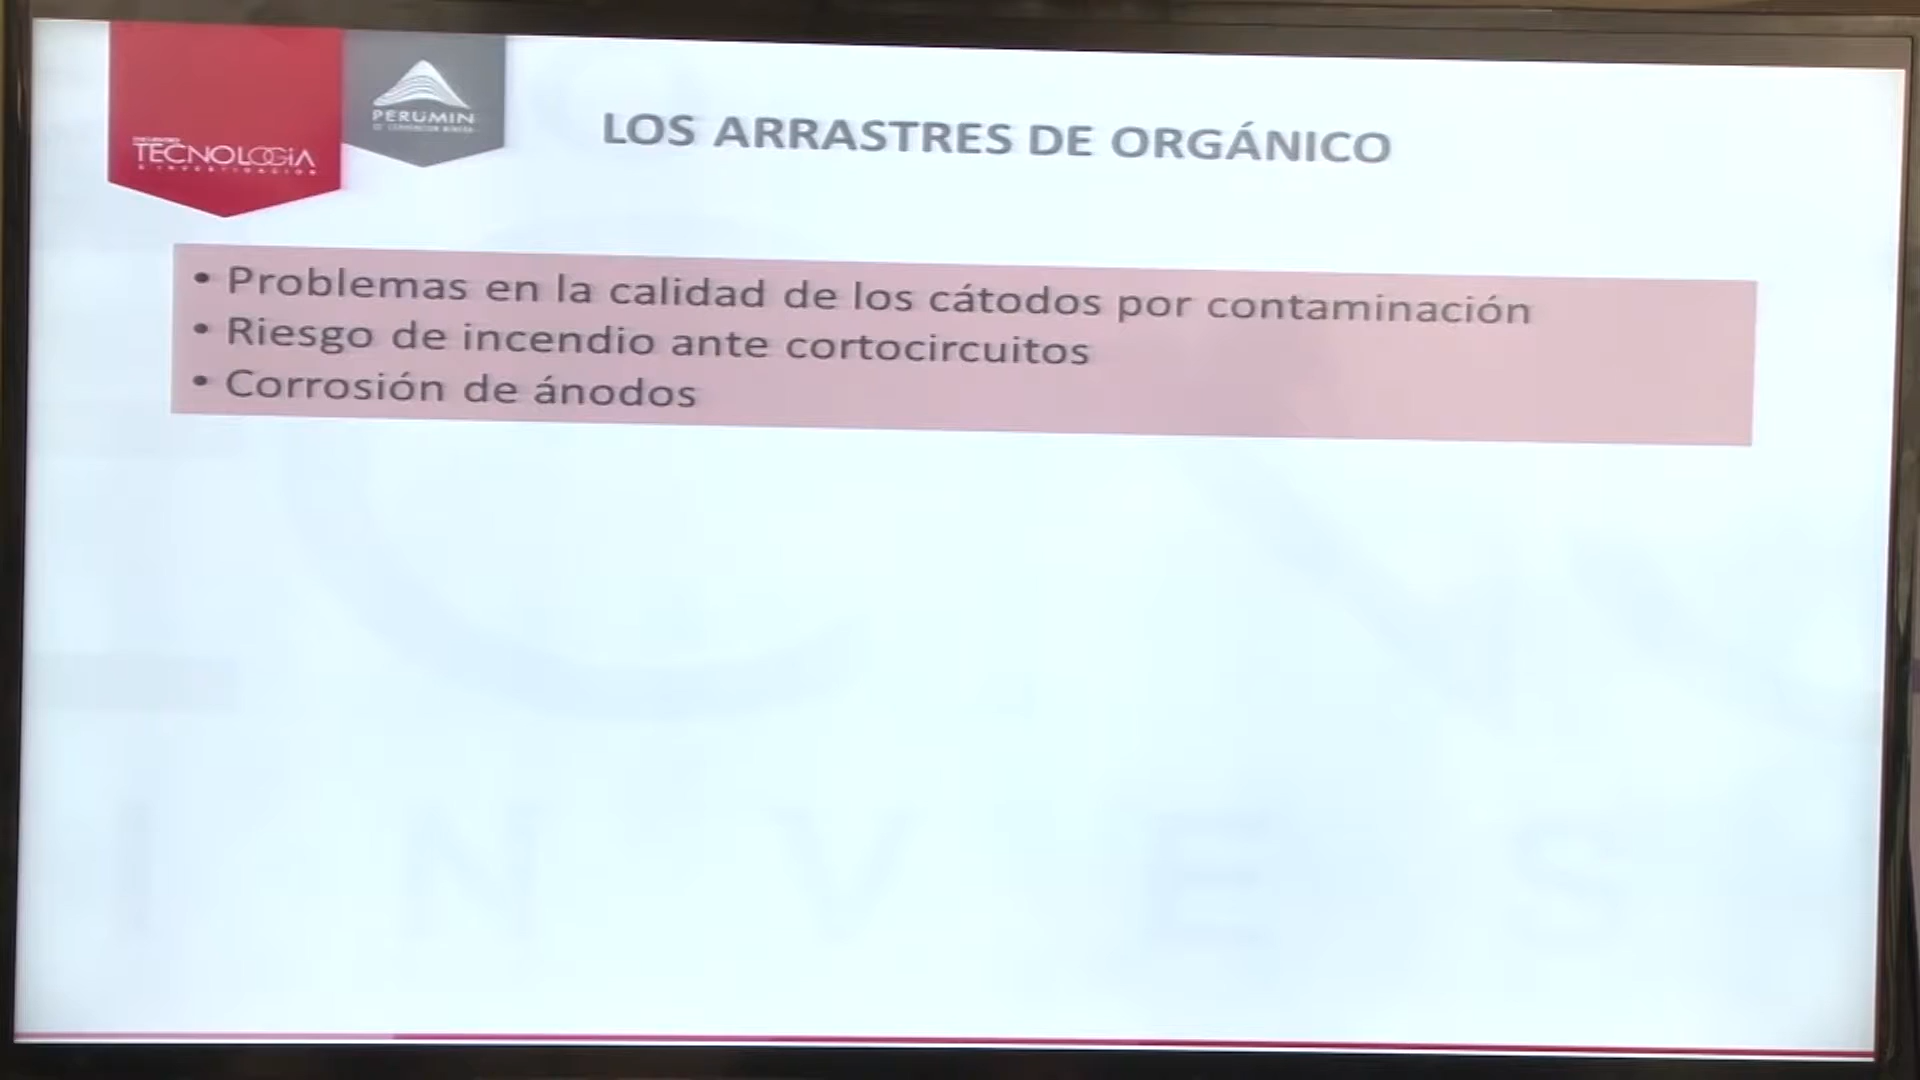 TECNOLOGÍA
PERUMIN
LOS ARRASTRES DE ORGÁNICO
• Problemas en la calidad de los cátodos por contaminación
• Riesgo de incendio ante cortocircuitos
• Corrosión de ánodos
I N V E S